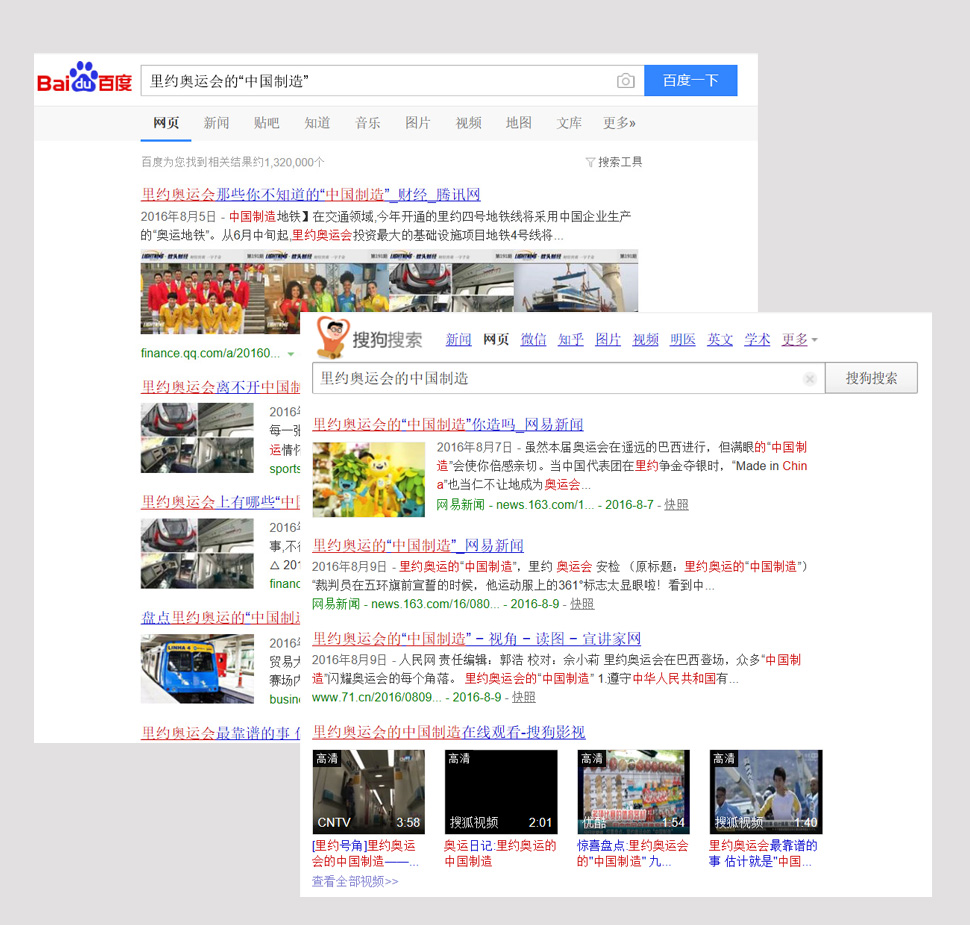 Bai du 百度
里约奥运会的“中国制造”
百度一下
网页 新闻 贴吧 知道 音乐 图片 视频 地图 文库 更多»
百度为您找到相关结果约1,320,000个
搜索工具
里约奥运会那些你不知道的“中国制造”_财经_腾讯网
2016年8月5日 - 中国制造地铁】在交通领域,今年开通的里约四号地铁线将采用中国企业生产
的“奥运地铁”。从6月中旬起,里约奥运会投资最大的基础设施项目地铁4号线将...
finance.qq.com/a/20160...
里约奥运会离不开中国制
2016年
每一张
运情怀
sports
里约奥运会上有哪些“中国
2016年
事,不得
△ 201
financ
盘点里约奥运的“中国制造
2016年
贸易大
赛场内
busine
LINHA 4
里约奥运会最靠谱的事 估
搜狗搜索
新闻 网页 微信 知乎 图片 视频 明医 英文 学术 更多
里约奥运会的中国制造
搜狗搜索
里约奥运会的“中国制造”你造吗_网易新闻
2016年8月7日 - 虽然本届奥运会在遥远的巴西进行，但满眼的“中国制
造”会使你倍感亲切。当中国代表团在里约争金夺银时，“Made in Chin
a”也当仁不让地成为奥运会...
网易新闻 - news.163.com/1... - 2016-8-7 - 快照
里约奥运的“中国制造”_网易新闻
2016年8月9日 - 里约奥运的“中国制造”，里约 奥运会 安检 （原标题：里约奥运的“中国制造”）
“裁判员在五环旗前宣誓的时候，他运动服上的361°标志太显眼啦！看到中...
网易新闻 - news.163.com/16/080... - 2016-8-9 - 快照
里约奥运会的“中国制造” – 视角 – 读图 – 宣讲家网
2016年8月9日 - 人民网 责任编辑：郭浩 校对：余小莉 里约奥运会在巴西登场，众多“中国制
造”闪耀奥运会的每个角落。 里约奥运会的“中国制造” 1.遵守中华人民共和国有...
www.71.cn/2016/0809... - 2016-8-9 - 快照
里约奥运会的中国制造在线观看-搜狗影视
高清 高清 高清 高清
CNTV 3:58 搜狐视频 2:01 优酷 1:54 搜狐视频 1:40
[里约号角]里约奥运
会的中国制造——...
奥运日记:里约奥运的
中国制造
惊喜盘点:里约奥运会
的"中国制造" 九...
里约奥运会最靠谱的
事 估计就是"中国...
查看全部视频>>